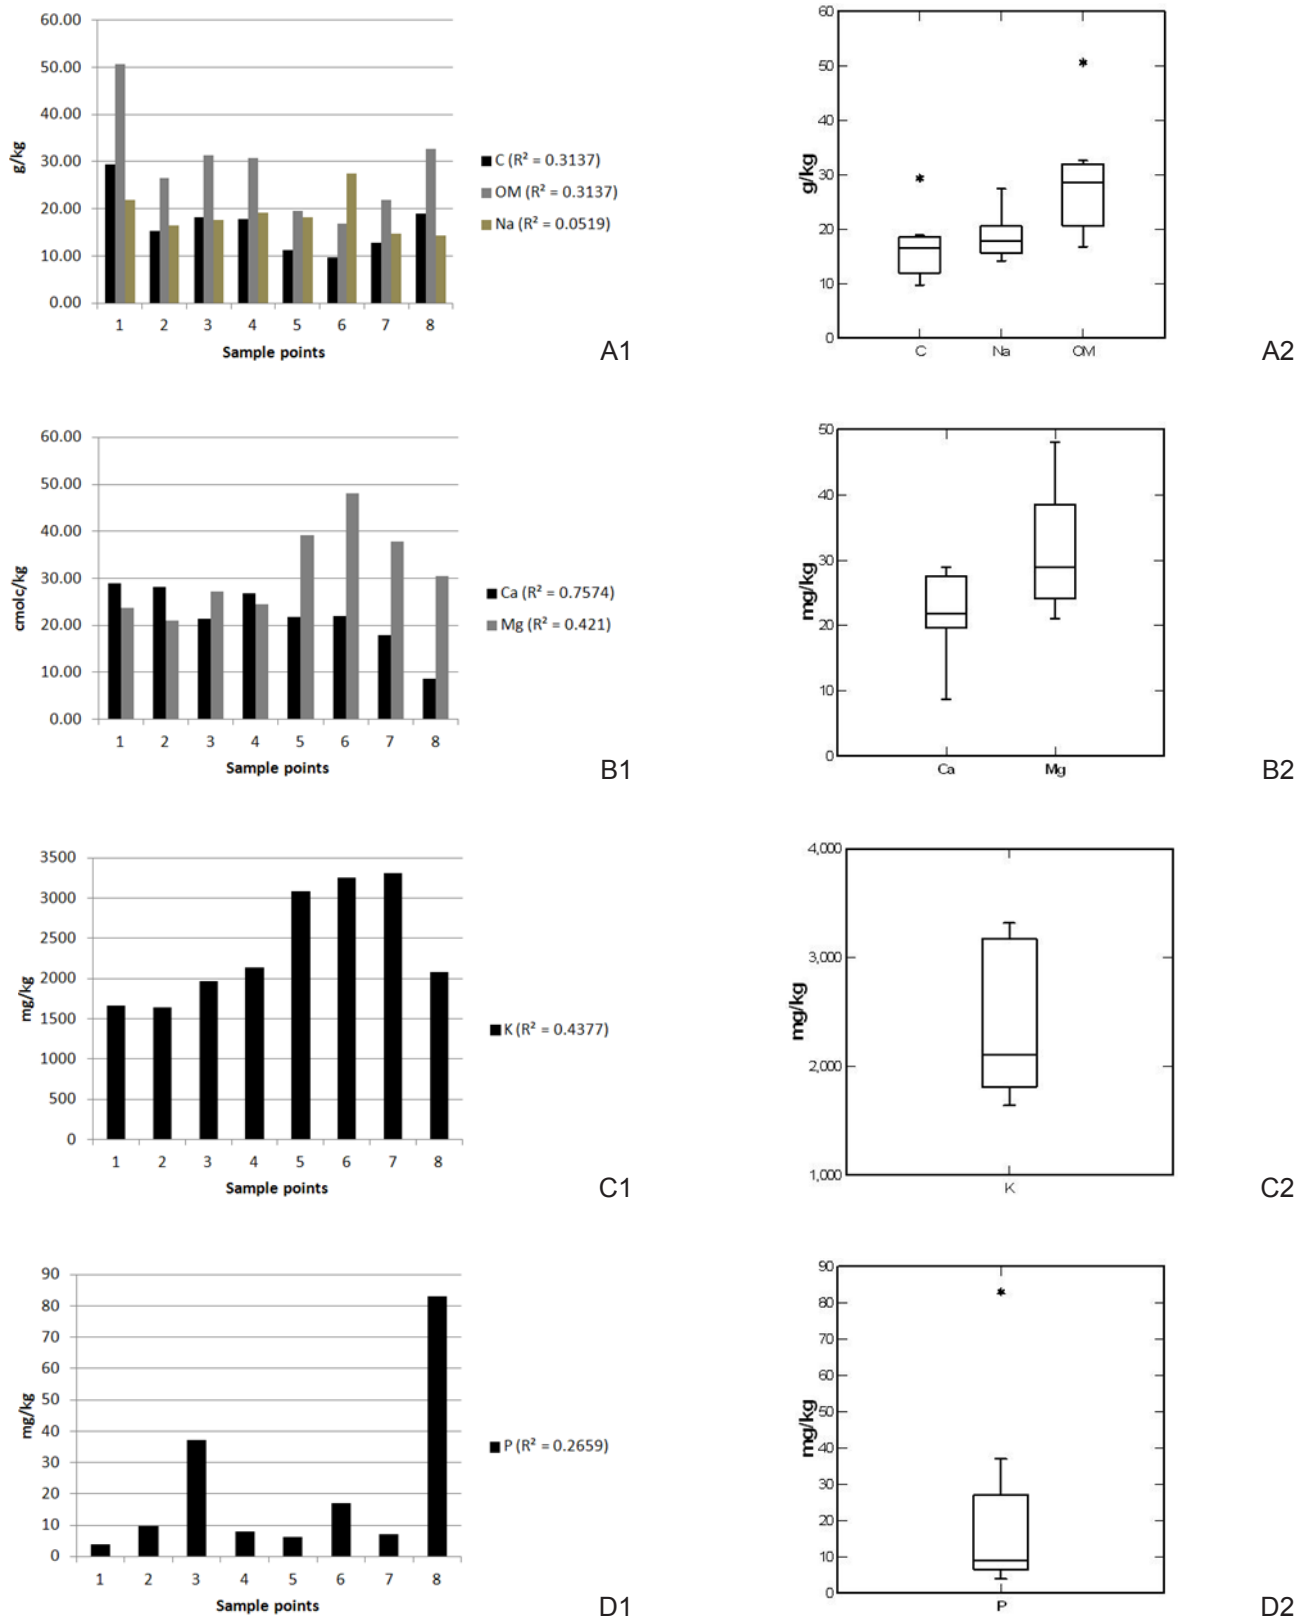 60.00
50.00
40.00
30.00
20.00
10.00
0.00
g/kg
1 2 3 4 5 6 7 8
Sample points
C (R² = 0.3137)
OM (R² = 0.3137)
Na (R² = 0.0519)
A1
60
50
40
30
20
10
0
g/kg
C Na OM
A2
60.00
50.00
40.00
30.00
20.00
10.00
0.00
cmolc/kg
1 2 3 4 5 6 7 8
Sample points
Ca (R² = 0.7574)
Mg (R² = 0.421)
B1
50
40
30
20
10
0
mg/kg
Ca Mg
B2
3500
3000
2500
2000
1500
1000
500
0
mg/kg
1 2 3 4 5 6 7 8
Sample points
K (R² = 0.4377)
C1
4,000
3,000
2,000
1,000
mg/kg
K
C2
90
80
70
60
50
40
30
20
10
0
mg/kg
1 2 3 4 5 6 7 8
Sample points
P (R² = 0.2659)
D1
90
80
70
60
50
40
30
20
10
0
mg/kg
P
D2